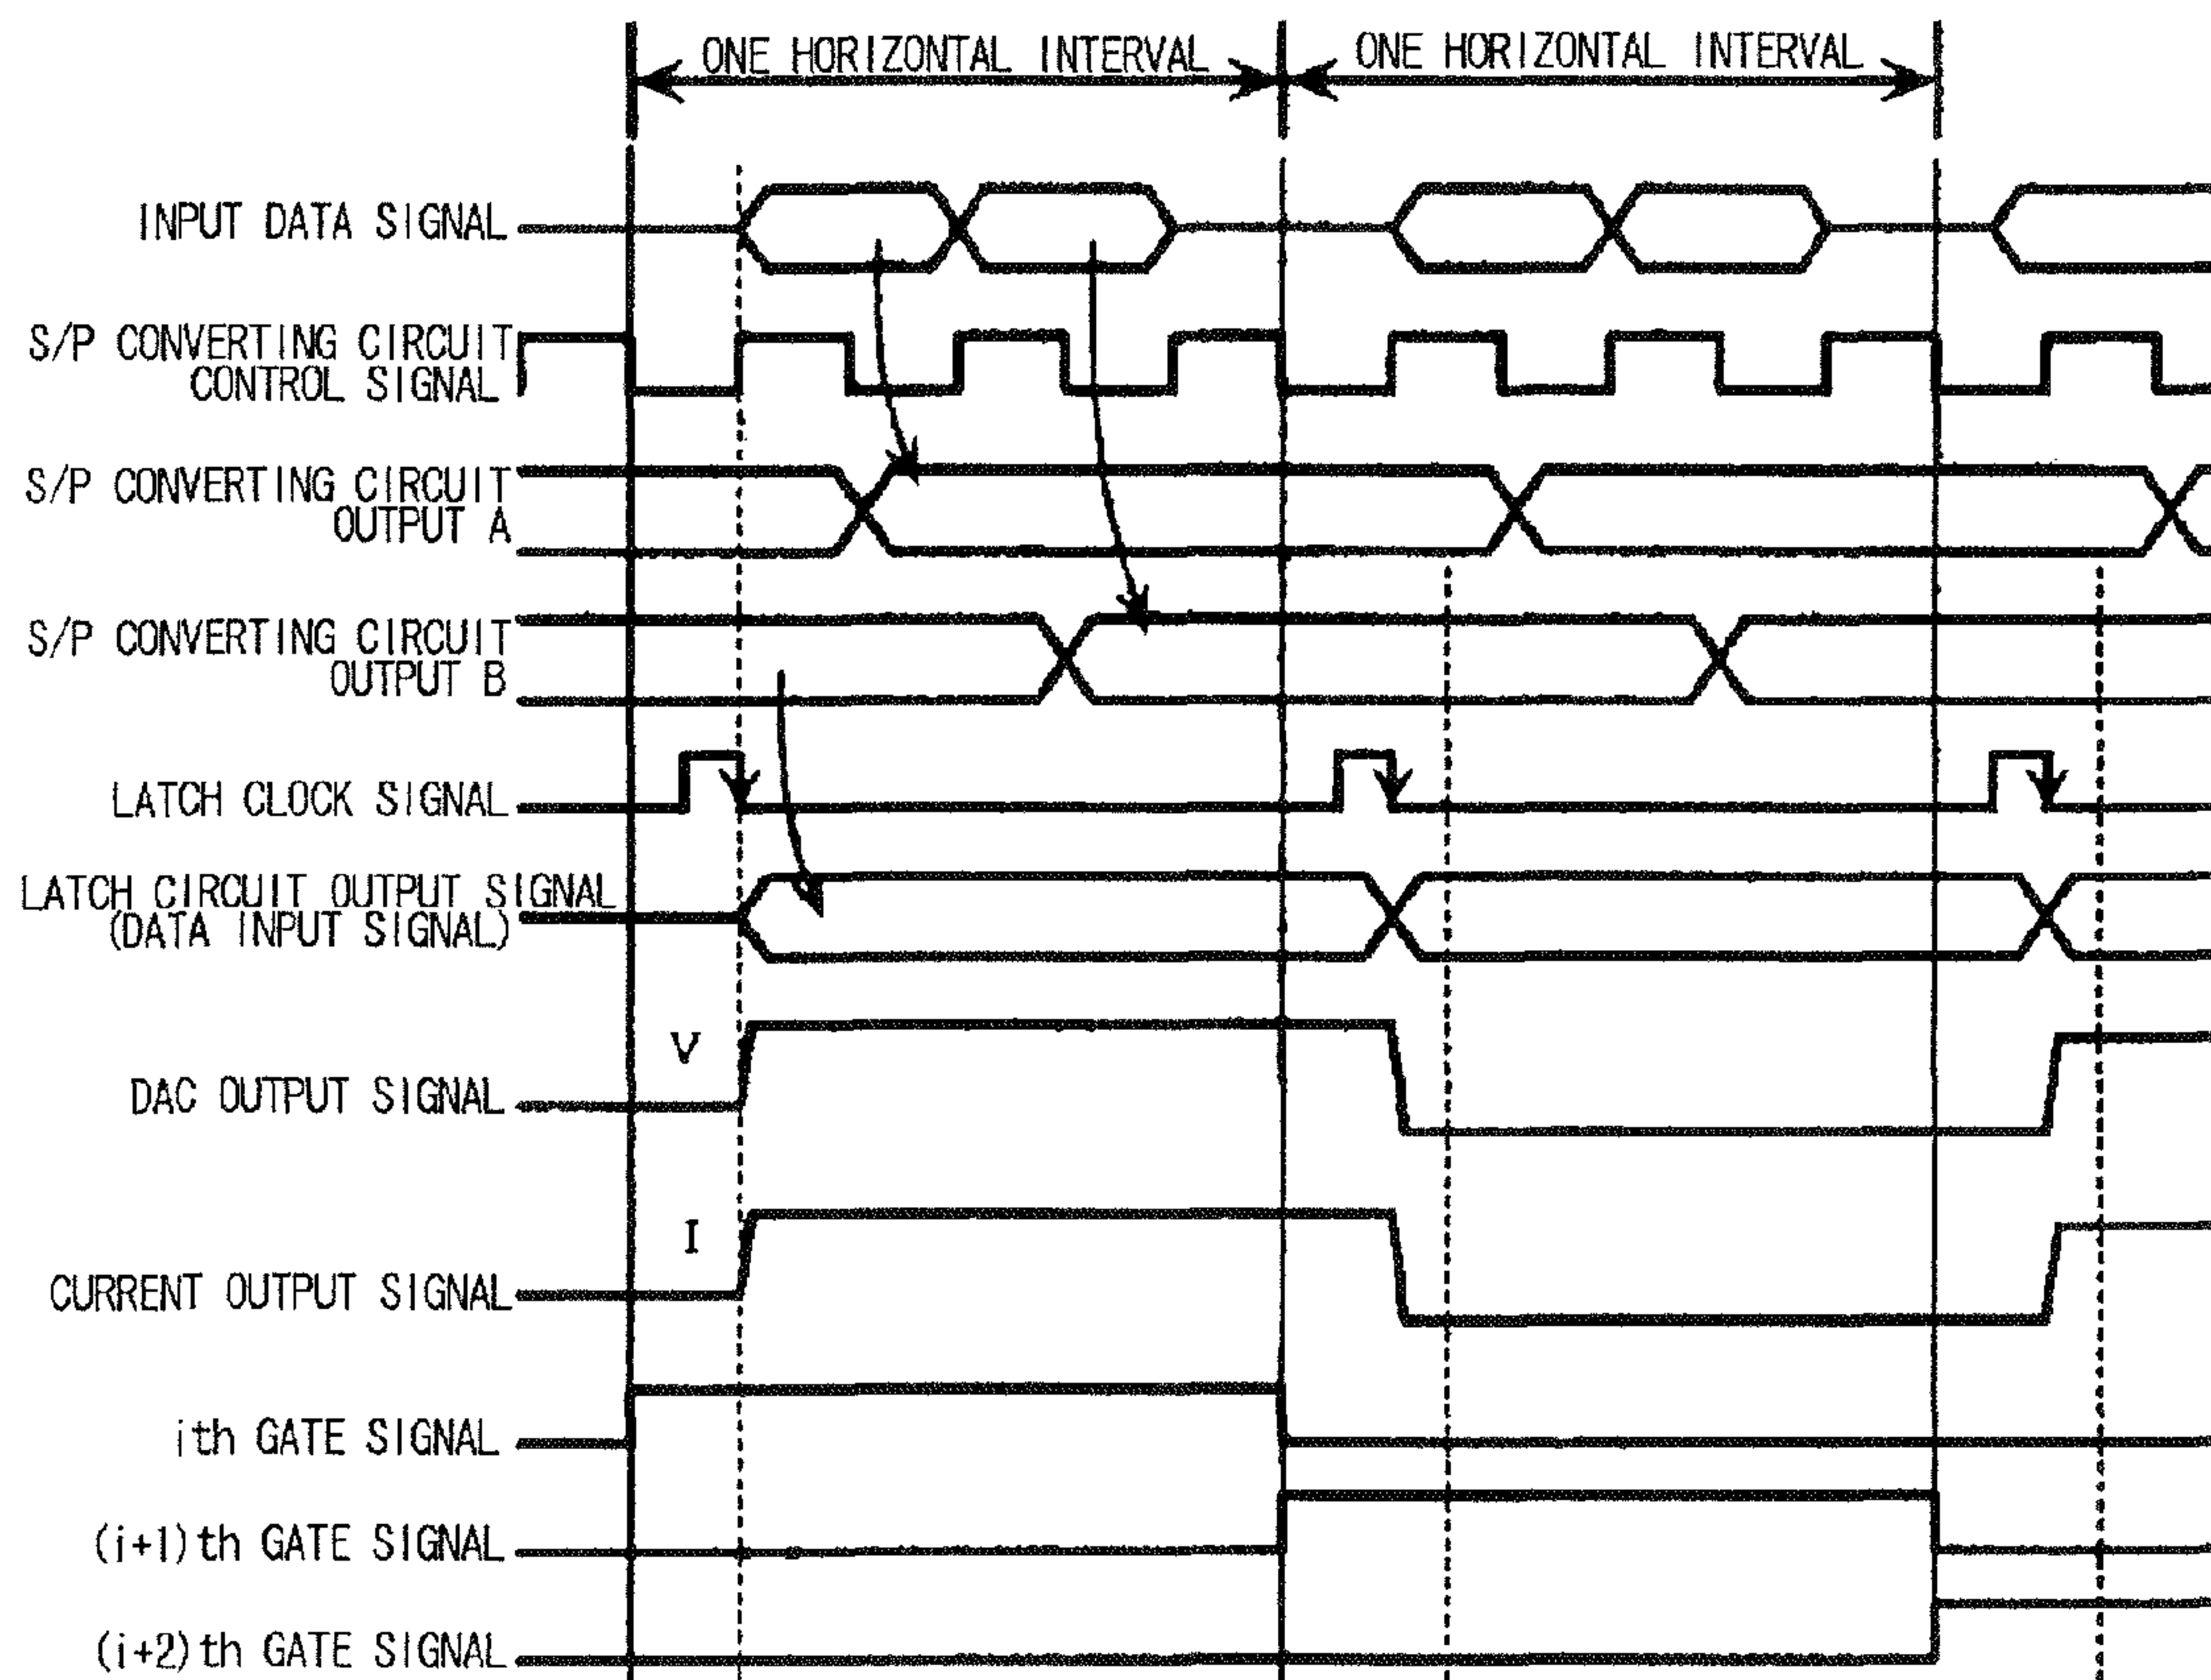 ONE HORIZONTAL INTERVAL ONE HORIZONTAL INTERVAL
INPUT DATA SIGNAL
S/P CONVERTING CIRCUIT
CONTROL SIGNAL
S/P CONVERTING CIRCUIT
OUTPUT A
S/P CONVERTING CIRCUIT
OUTPUT B
LATCH CLOCK SIGNAL
LATCH CIRCUIT OUTPUT SIGNAL
(DATA INPUT SIGNAL)
V
DAC OUTPUT SIGNAL
I
CURRENT OUTPUT SIGNAL
ith GATE SIGNAL
(i+1)th GATE SIGNAL
(i+2)th GATE SIGNAL